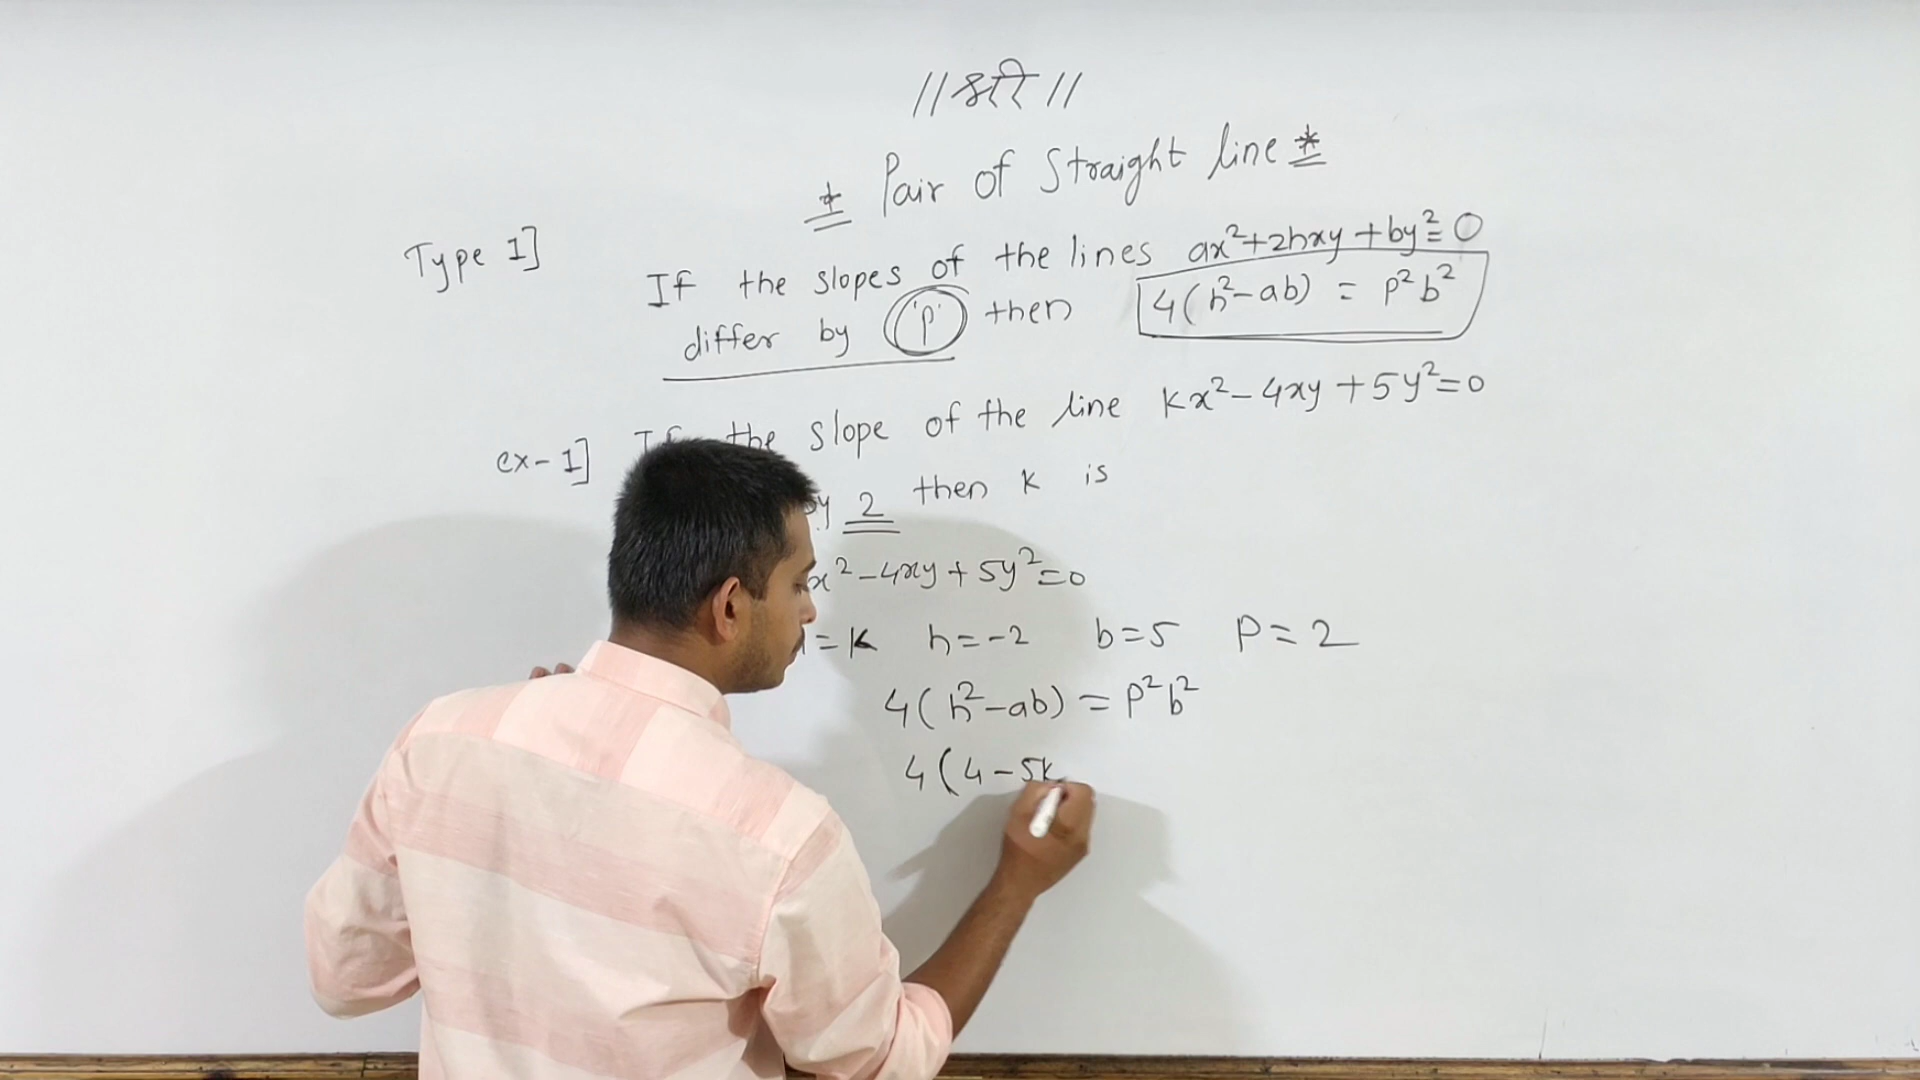 //श्री//
* Pair of Straight line *
Type 1]
If the slopes of the lines ax²+2hxy+by²=0
differ by 'p' then 4(h²-ab) = p²b²
ex-1] the slope of the line kx²-4xy+5y²=0
2 then k is
x²-4xy+5y²=0
=k h=-2 b=5 P=2
4(h²-ab) = p²b²
4(4-5k